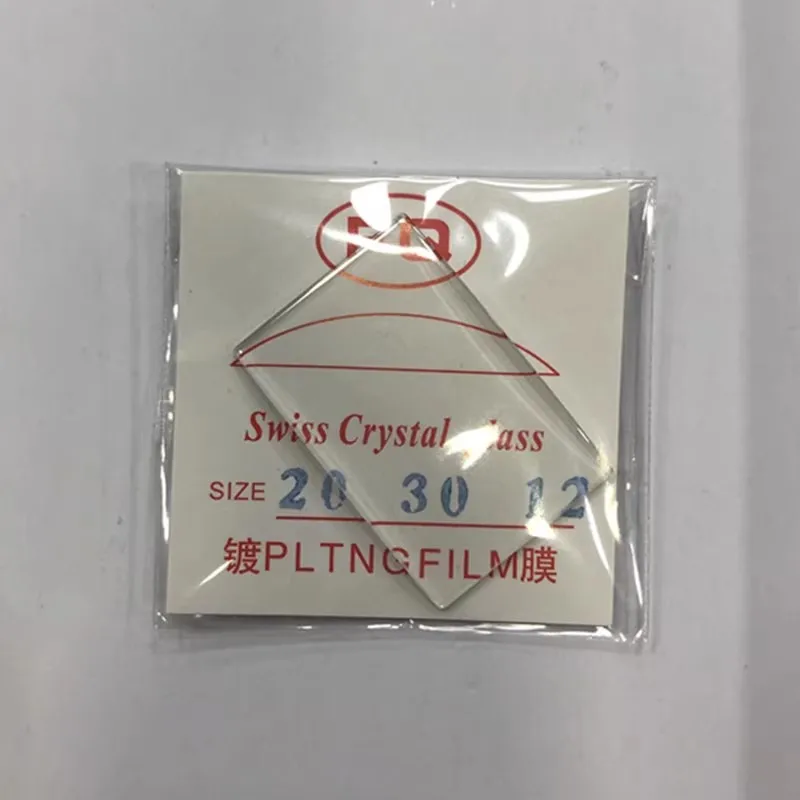 Swiss Crystal glass
SIZE 20 30 12
镀PLTNGFILM膜